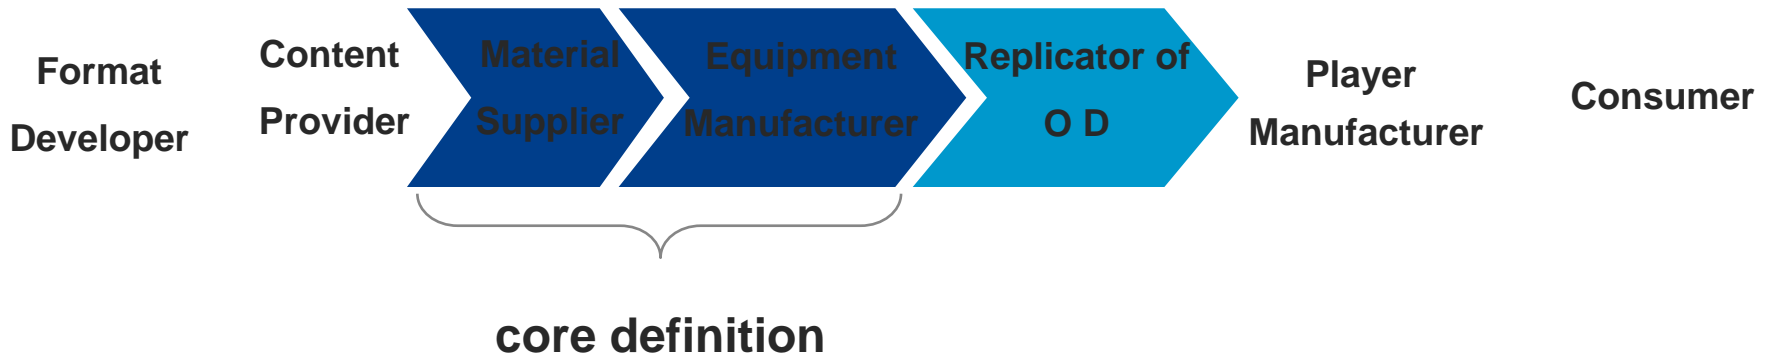 Format
Developer
Content
Provider
Material
Supplier
Equipment
Manufacturer
Replicator of
O D
Player
Manufacturer
Consumer
core definition